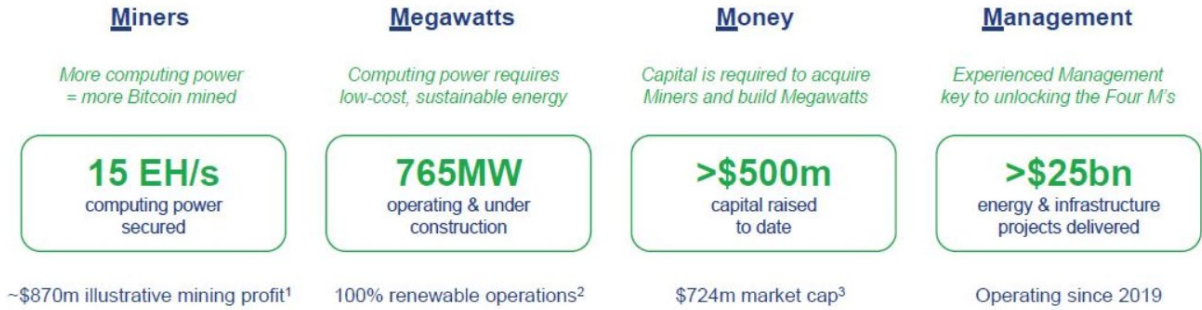 Miners
More computing power
= more Bitcoin mined
15 EH/s
computing power
secured
~$870m illustrative mining profit¹
Megawatts
Computing power requires
low-cost, sustainable energy
765MW
operating & under
construction
100% renewable operations²
Money
Capital is required to acquire
Miners and build Megawatts
>$500m
capital raised
to date
$724m market cap³
Management
Experienced Management
key to unlocking the Four M's
>$25bn
energy & infrastructure
projects delivered
Operating since 2019